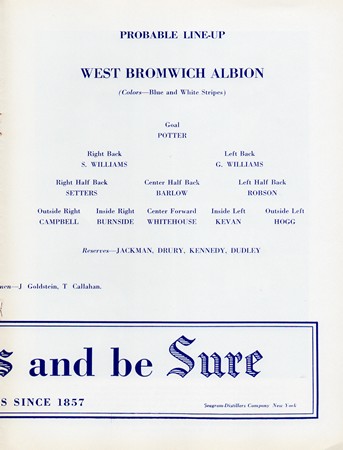 PROBABLE LINE-UP
WEST BROMWICH ALBION
(Colors—Blue and White Stripes)
Goal
POTTER
Right Back Left Back
S. WILLIAMS G. WILLIAMS
Right Half Back Center Half Back Left Half Back
SETTERS BARLOW ROBSON
Outside Right Inside Right Center Forward Inside Left Outside Left
CAMPBELL BURNSIDE WHITEHOUSE KEVAN HOGG
Reserves—JACKMAN, DRURY, KENNEDY, DUDLEY
men—J Goldstein, T Callahan.
s and be Sure
S SINCE 1857
Seagram-Distillers Company New York